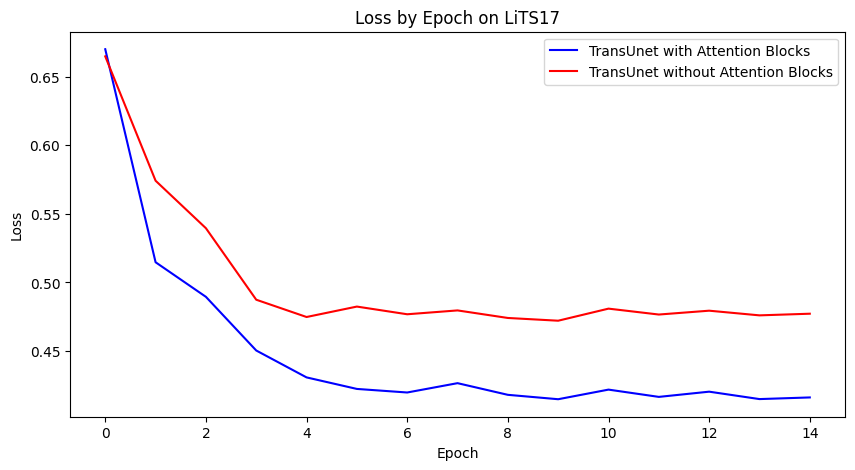 Loss by Epoch on LiTS17
TransUnet with Attention Blocks
TransUnet without Attention Blocks
Loss
0.65
0.60
0.55
0.50
0.45
0
2
4
6
8
10
12
14
Epoch